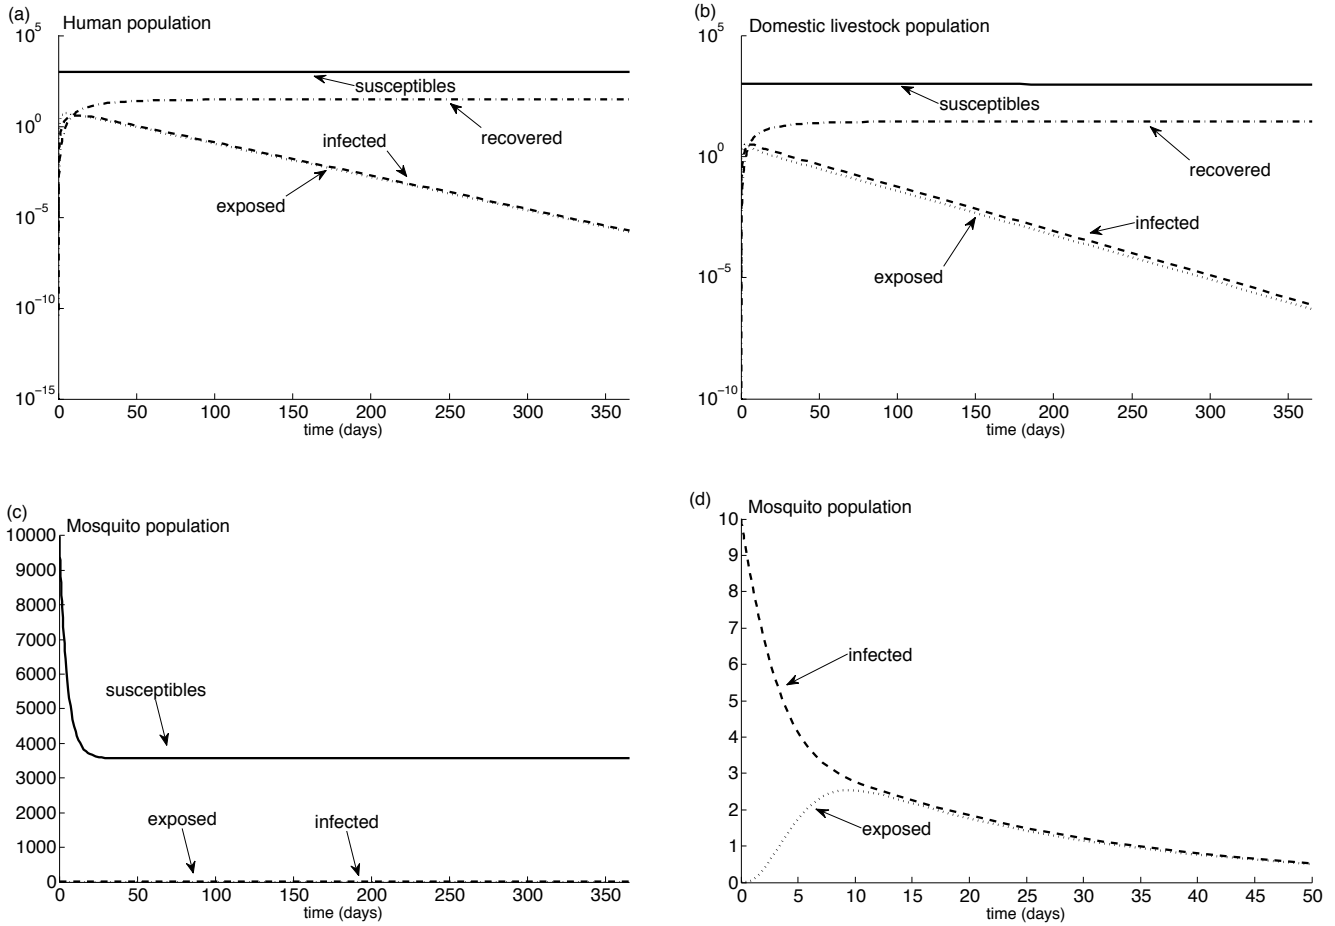 (a)
Human population
10^5
susceptibles
10^0
infected
recovered
exposed
10^−5
10^−10
10^−15
0 50 100 150 200 250 300 350
time (days)
(b)
Domestic livestock population
10^5
susceptibles
10^0
recovered
infected
exposed
10^−5
10^−10
0 50 100 150 200 250 300 350
time (days)
(c)
Mosquito population
10000
9000
8000
7000
6000
susceptibles
5000
4000
3000
2000
exposed infected
1000
0
0 50 100 150 200 250 300 350
time (days)
(d)
Mosquito population
10
9
8
7
infected
6
5
4
3
2
exposed
1
0
0 5 10 15 20 25 30 35 40 45 50
time (days)